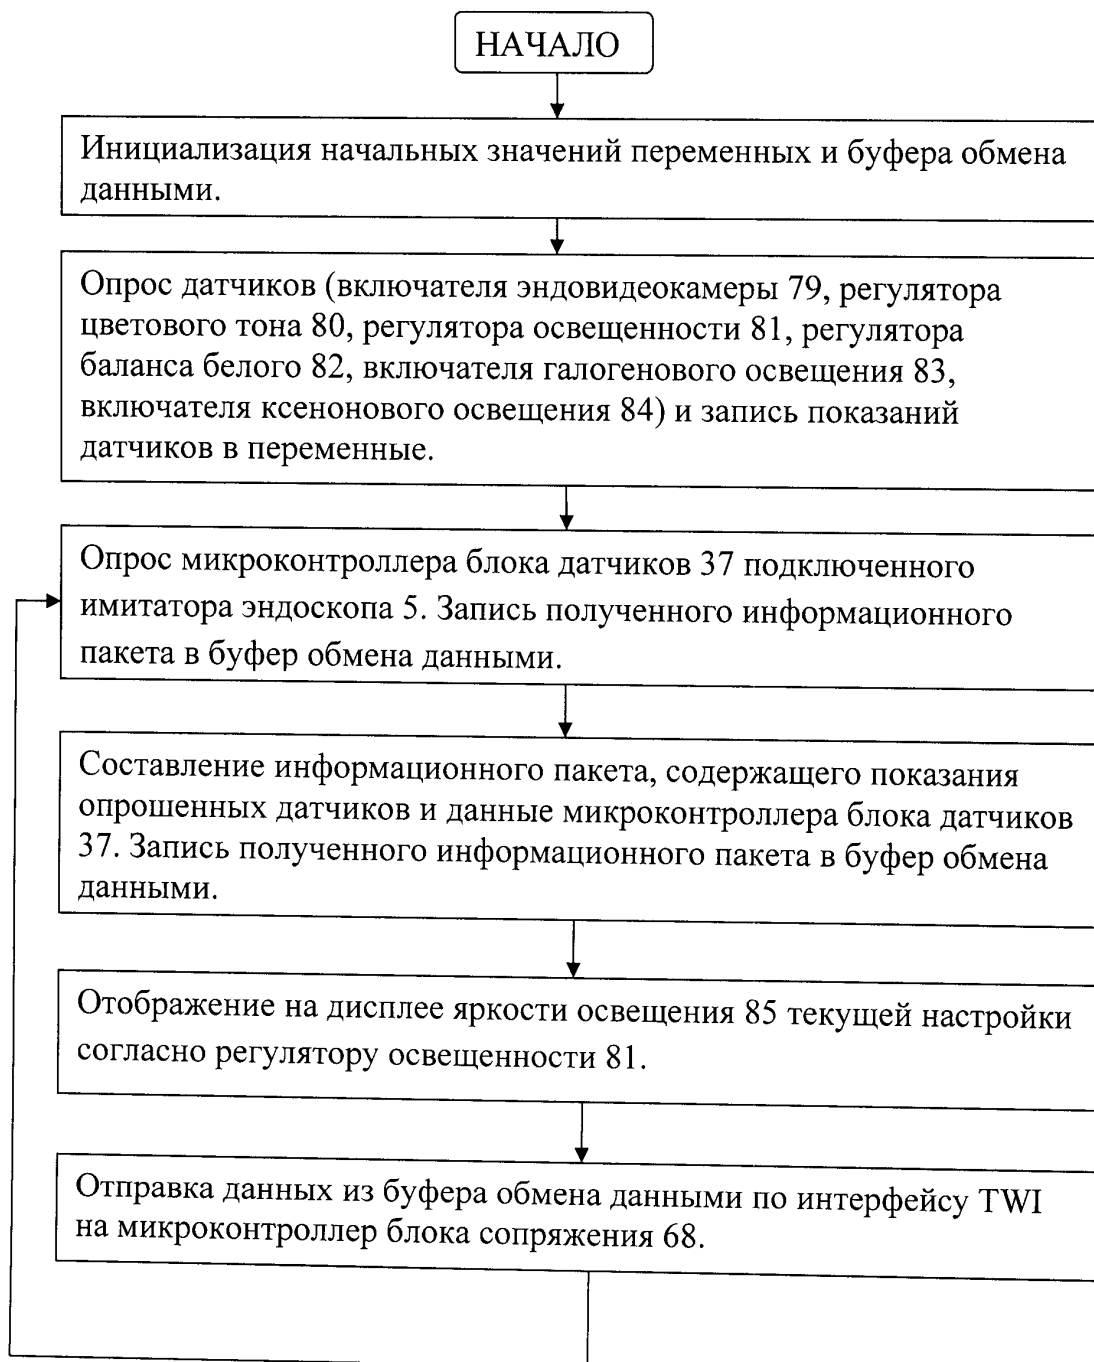 НАЧАЛО
Инициализация начальных значений переменных и буфера обмена
данными.
Опрос датчиков (включателя эндовидеокамеры 79, регулятора
цветового тона 80, регулятора освещенности 81, регулятора
баланса белого 82, включателя галогенового освещения 83,
включателя ксенонового освещения 84) и запись показаний
датчиков в переменные.
Опрос микроконтроллера блока датчиков 37 подключенного
имитатора эндоскопа 5. Запись полученного информационного
пакета в буфер обмена данными.
Составление информационного пакета, содержащего показания
опрошенных датчиков и данные микроконтроллера блока датчиков
37. Запись полученного информационного пакета в буфер обмена
данными.
Отображение на дисплее яркости освещения 85 текущей настройки
согласно регулятору освещенности 81.
Отправка данных из буфера обмена данными по интерфейсу TWI
на микроконтроллер блока сопряжения 68.